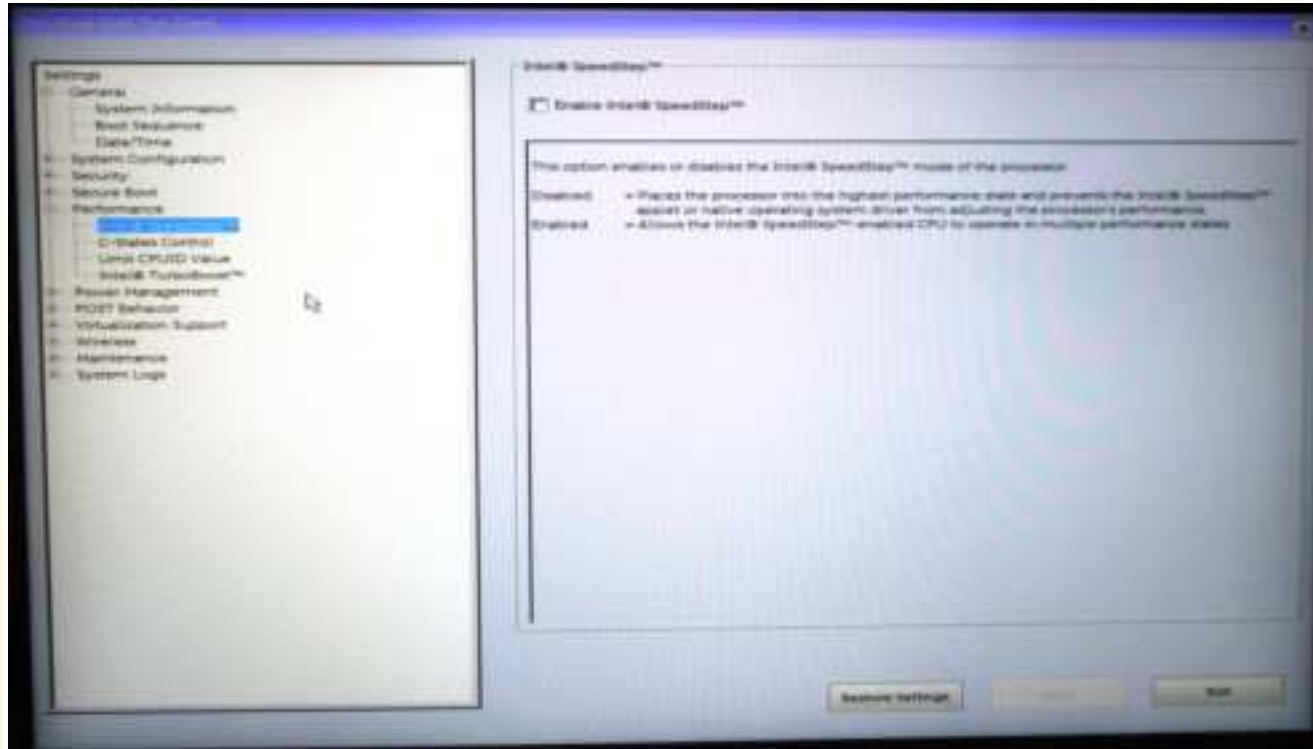 Settings
General
System Information
Boot Sequence
Date/Time
System Configuration
Security
Secure Boot
Performance
Intel® SpeedStep™
C-States Control
Limit CPUID Value
Intel® TurboBoost™
Power Management
POST Behavior
Virtualization Support
Wireless
Maintenance
System Logs
Intel® SpeedStep™
Enable Intel® SpeedStep™
This option enables or disables the Intel® SpeedStep™ mode of the processor.
Disabled = Places the processor into the highest performance state and prevents the Intel® SpeedStep™
applet or native operating system driver from adjusting the processor's performance.
Enabled = Allows the Intel® SpeedStep™ enabled CPU to operate in multiple performance states
Restore Settings
Exit